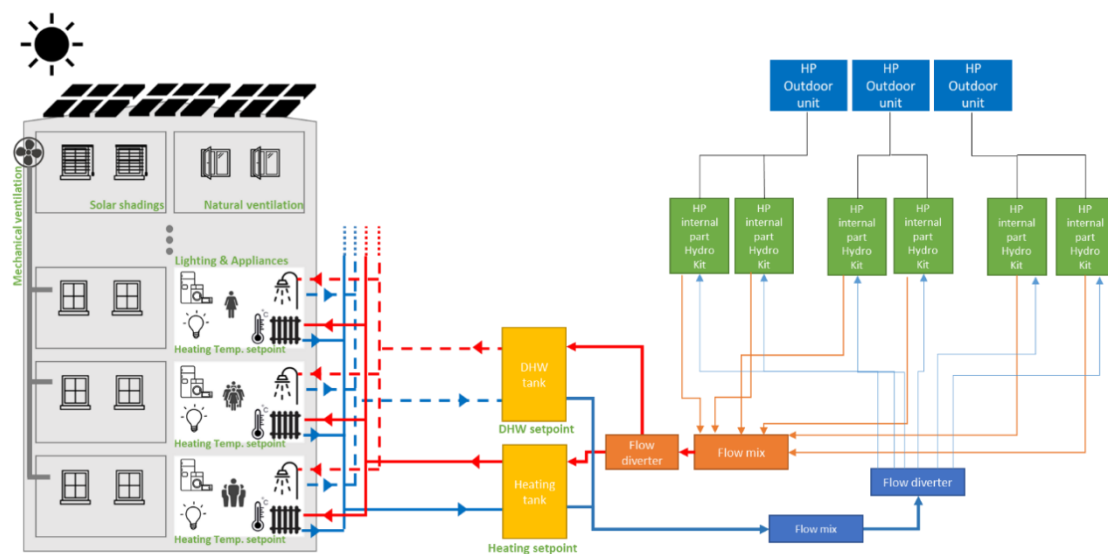 HP
Outdoor
unit
HP
Outdoor
unit
HP
Outdoor
unit
Mechanical ventilation
Solar shadings
Natural ventilation
HP
internal
part
Hydro
Kit
HP
internal
part
Hydro
Kit
HP
internal
part
Hydro
Kit
HP
internal
part
Hydro
Kit
HP
internal
part
Hydro
Kit
HP
internal
part
Hydro
Kit
Lighting & Appliances
°C
Heating Temp. setpoint
°C
Heating Temp. setpoint
°C
Heating Temp. setpoint
DHW
tank
DHW setpoint
Heating
tank
Heating setpoint
Flow
diverter
Flow mix
Flow diverter
Flow mix